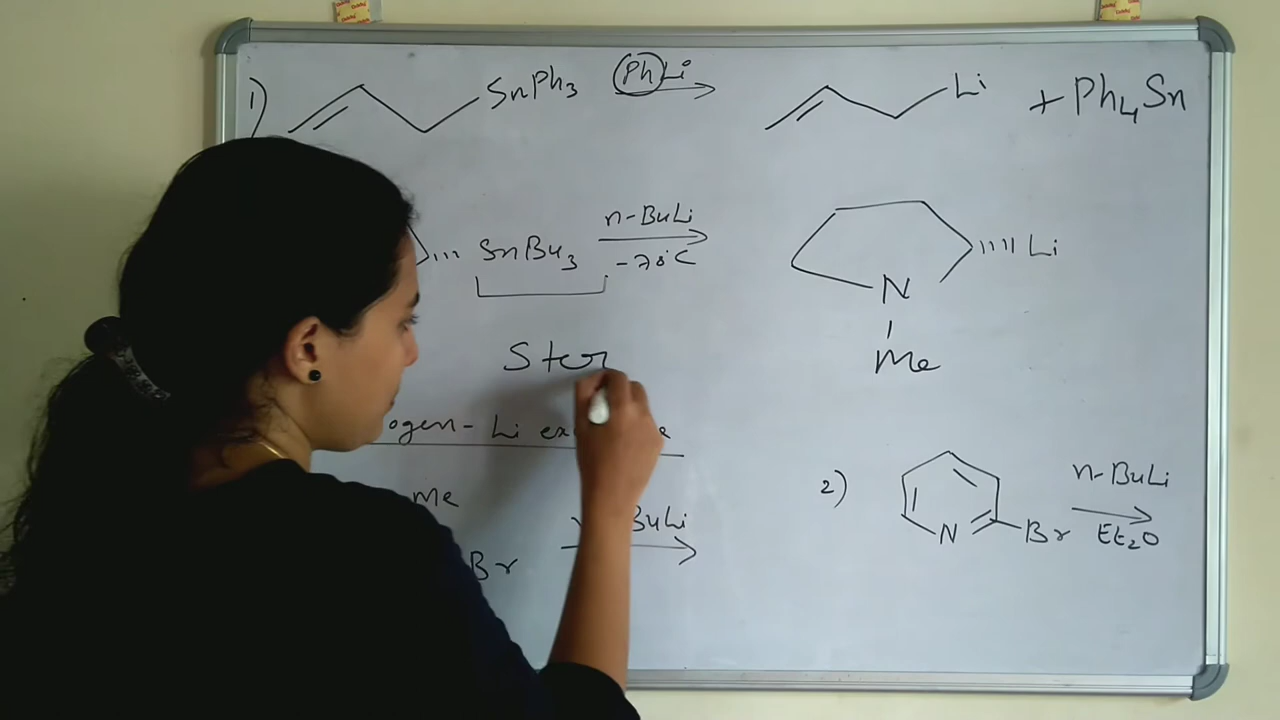 1) SnPh3 PhLi Li + Ph4Sn
SnBu3 n-BuLi -78°C Li
N
Me
Ster
ogen- Li ex e
Me BuLi 2) n-BuLi
Br N Br Et2O